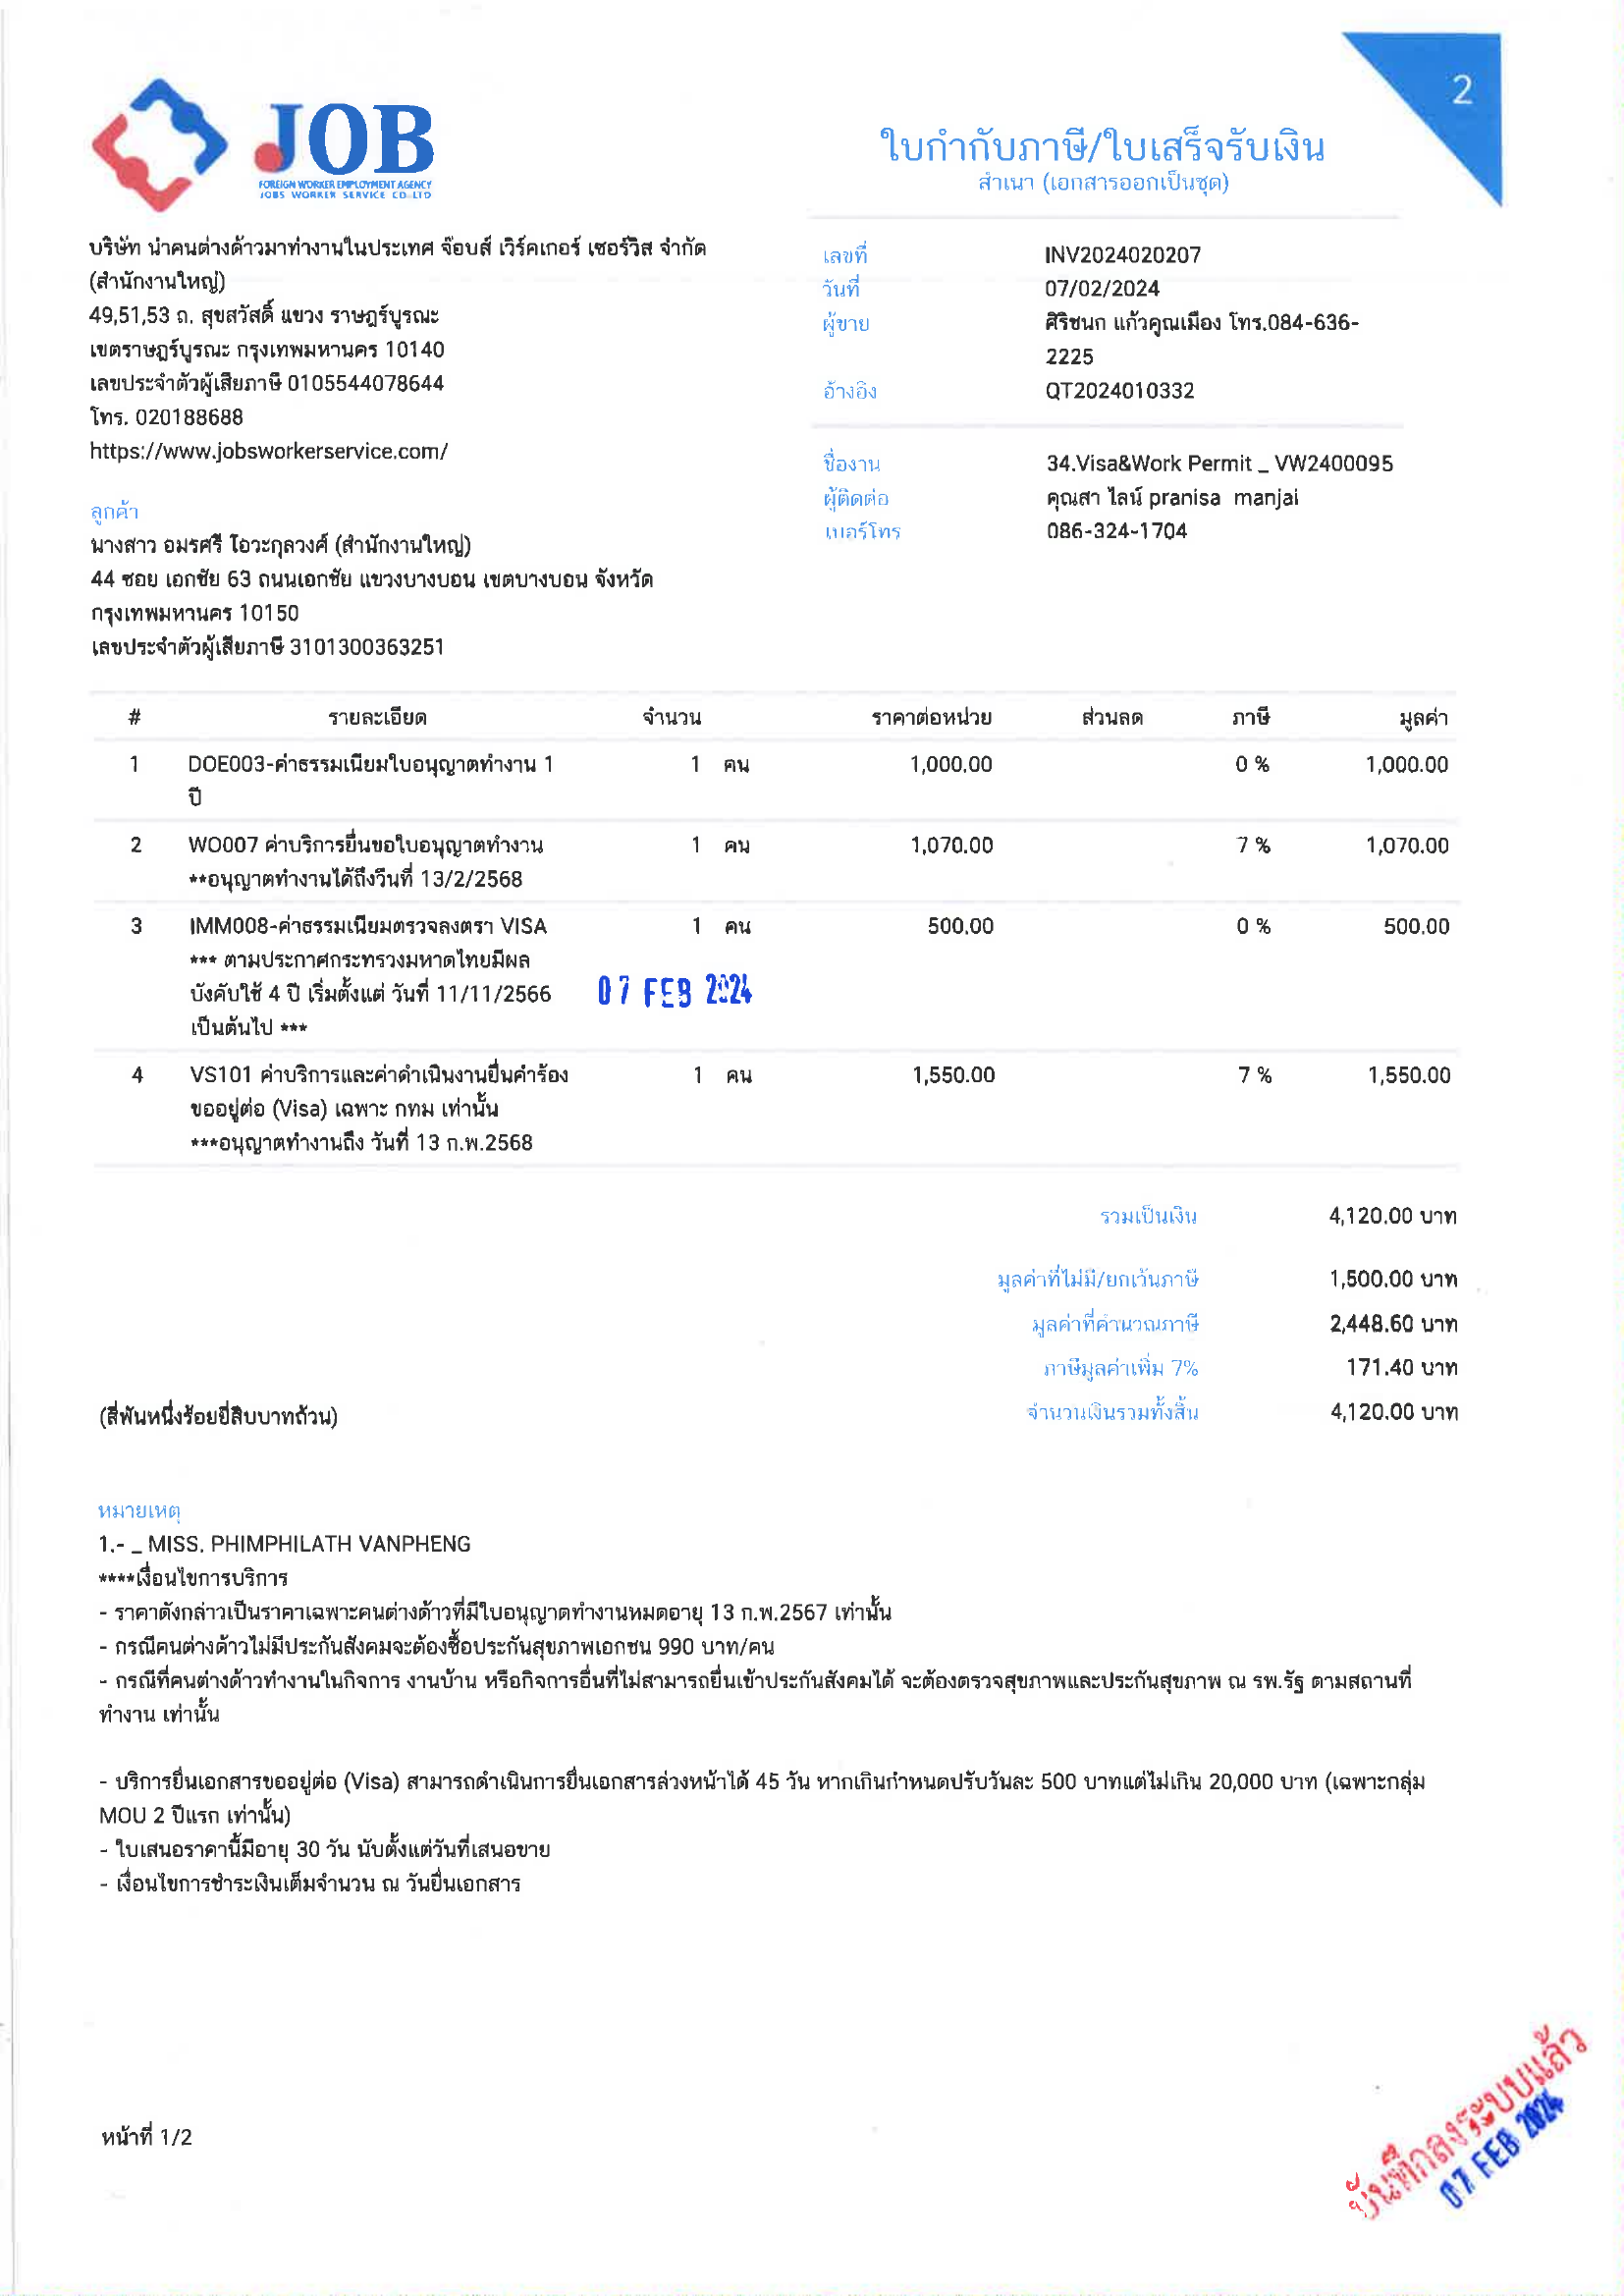 2
JOB
FOREIGN WORKER EMPLOYMENT AGENCY
JOBS WORKER SERVICE CO.,LTD
ใบกำกับภาษี/ใบเสร็จรับเงิน
สำเนา (เอกสารออกเป็นชุด)
บริษัท นำคนต่างด้าวมาทำงานในประเทศ จ๊อบส์ เวิร์คเกอร์ เซอร์วิส จำกัด
(สำนักงานใหญ่)
49,51,53 ถ. สุขสวัสดิ์ แขวง ราษฎร์บูรณะ
เขตราษฎร์บูรณะ กรุงเทพมหานคร 10140
เลขประจำตัวผู้เสียภาษี 0105544078644
โทร. 020188688
https://www.jobsworkerservice.com/
เลขที่ INV2024020207
วันที่ 07/02/2024
ผู้ขาย ศิริชนก แก้วคูณเมือง โทร.084-636-
2225
อ้างอิง QT2024010332
ชื่องาน 34.Visa&Work Permit _ VW2400095
ผู้ติดต่อ คุณสา ไลน์ pranisa manjai
เบอร์โทร 086-324-1704
ลูกค้า
นางสาว อมรศรี โอวะกุลวงศ์ (สำนักงานใหญ่)
44 ซอย เอกชัย 63 ถนนเอกชัย แขวงบางบอน เขตบางบอน จังหวัด
กรุงเทพมหานคร 10150
เลขประจำตัวผู้เสียภาษี 3101300363251
# รายละเอียด จำนวน ราคาต่อหน่วย ส่วนลด ภาษี มูลค่า
1 DOE003-ค่าธรรมเนียมใบอนุญาตทำงาน 1 1 คน 1,000.00 0 % 1,000.00
ปี
2 WO007 ค่าบริการยื่นขอใบอนุญาตทำงาน 1 คน 1,070.00 7 % 1,070.00
**อนุญาตทำงานได้ถึงวันที่ 13/2/2568
3 IMM008-ค่าธรรมเนียมตรวจลงตรา VISA 1 คน 500.00 0 % 500.00
*** ตามประกาศกระทรวงมหาดไทยมีผล
บังคับใช้ 4 ปี เริ่มตั้งแต่ วันที่ 11/11/2566 07 FEB 2024
เป็นต้นไป ***
4 VS101 ค่าบริการและค่าดำเนินงานยื่นคำร้อง 1 คน 1,550.00 7 % 1,550.00
ขออยู่ต่อ (Visa) เฉพาะ กทม เท่านั้น
***อนุญาตทำงานถึง วันที่ 13 ก.พ.2568
รวมเป็นเงิน 4,120.00 บาท
มูลค่าที่ไม่มี/ยกเว้นภาษี 1,500.00 บาท
มูลค่าที่คำนวณภาษี 2,448.60 บาท
ภาษีมูลค่าเพิ่ม 7% 171.40 บาท
(สี่พันหนึ่งร้อยยี่สิบบาทถ้วน) จำนวนเงินรวมทั้งสิ้น 4,120.00 บาท
หมายเหตุ
1.- _ MISS. PHIMPHILATH VANPHENG
****เงื่อนไขการบริการ
- ราคาดังกล่าวเป็นราคาเฉพาะคนต่างด้าวที่มีใบอนุญาตทำงานหมดอายุ 13 ก.พ.2567 เท่านั้น
- กรณีคนต่างด้าวไม่มีประกันสังคมจะต้องซื้อประกันสุขภาพเอกชน 990 บาท/คน
- กรณีที่คนต่างด้าวทำงานในกิจการ งานบ้าน หรือกิจการอื่นที่ไม่สามารถยื่นเข้าประกันสังคมได้ จะต้องตรวจสุขภาพและประกันสุขภาพ ณ รพ.รัฐ ตามสถานที่
ทำงาน เท่านั้น
- บริการยื่นเอกสารขออยู่ต่อ (Visa) สามารถดำเนินการยื่นเอกสารล่วงหน้าได้ 45 วัน หากเกินกำหนดปรับวันละ 500 บาทแต่ไม่เกิน 20,000 บาท (เฉพาะกลุ่ม
MOU 2 ปีแรก เท่านั้น)
- ใบเสนอราคานี้มีอายุ 30 วัน นับตั้งแต่วันที่เสนอขาย
- เงื่อนไขการชำระเงินเต็มจำนวน ณ วันยื่นเอกสาร
หน้าที่ 1/2
บันทึกลงระบบแล้ว
07 FEB 2024